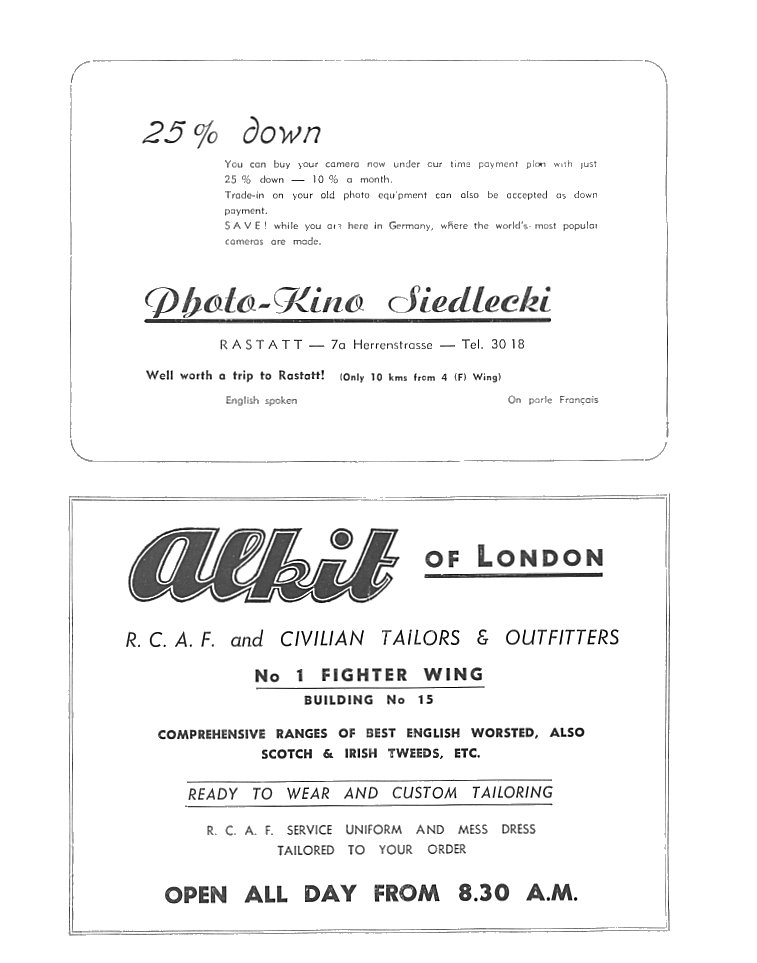 25 % down
You can buy your camera now under our time payment plan with just
25 % down — 10 % a month.
Trade-in on your old photo equipment can also be accepted as down
payment.
SAVE! while you are here in Germany, where the world's most popular
cameras are made.
Photo-Kino Siedlecki
RASTATT — 7a Herrenstrasse — Tel. 30 18
Well worth a trip to Rastatt! (Only 10 kms from 4 (F) Wing)
English spoken On parle Français
Alkit OF LONDON
R. C. A. F. and CIVILIAN TAILORS & OUTFITTERS
No 1 FIGHTER WING
BUILDING No 15
COMPREHENSIVE RANGES OF BEST ENGLISH WORSTED, ALSO
SCOTCH & IRISH TWEEDS, ETC.
READY TO WEAR AND CUSTOM TAILORING
R. C. A. F. SERVICE UNIFORM AND MESS DRESS
TAILORED TO YOUR ORDER
OPEN ALL DAY FROM 8.30 A.M.